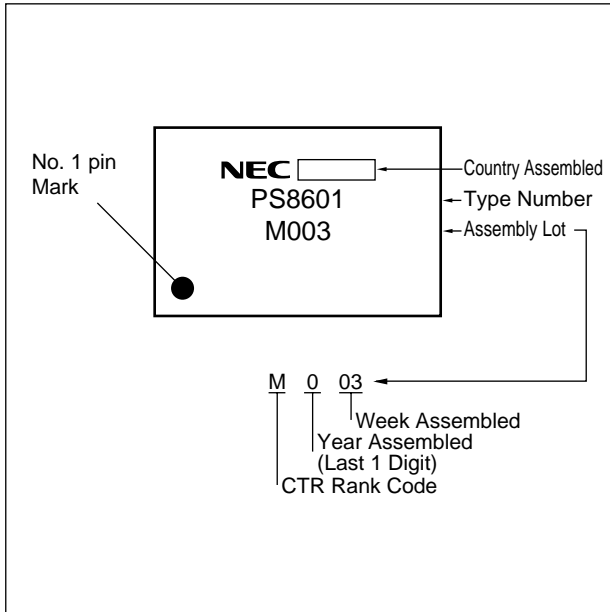 No. 1 pin
Mark
NEC
Country Assembled
PS8601
Type Number
M003
Assembly Lot
M 0 03
Week Assembled
Year Assembled
(Last 1 Digit)
CTR Rank Code